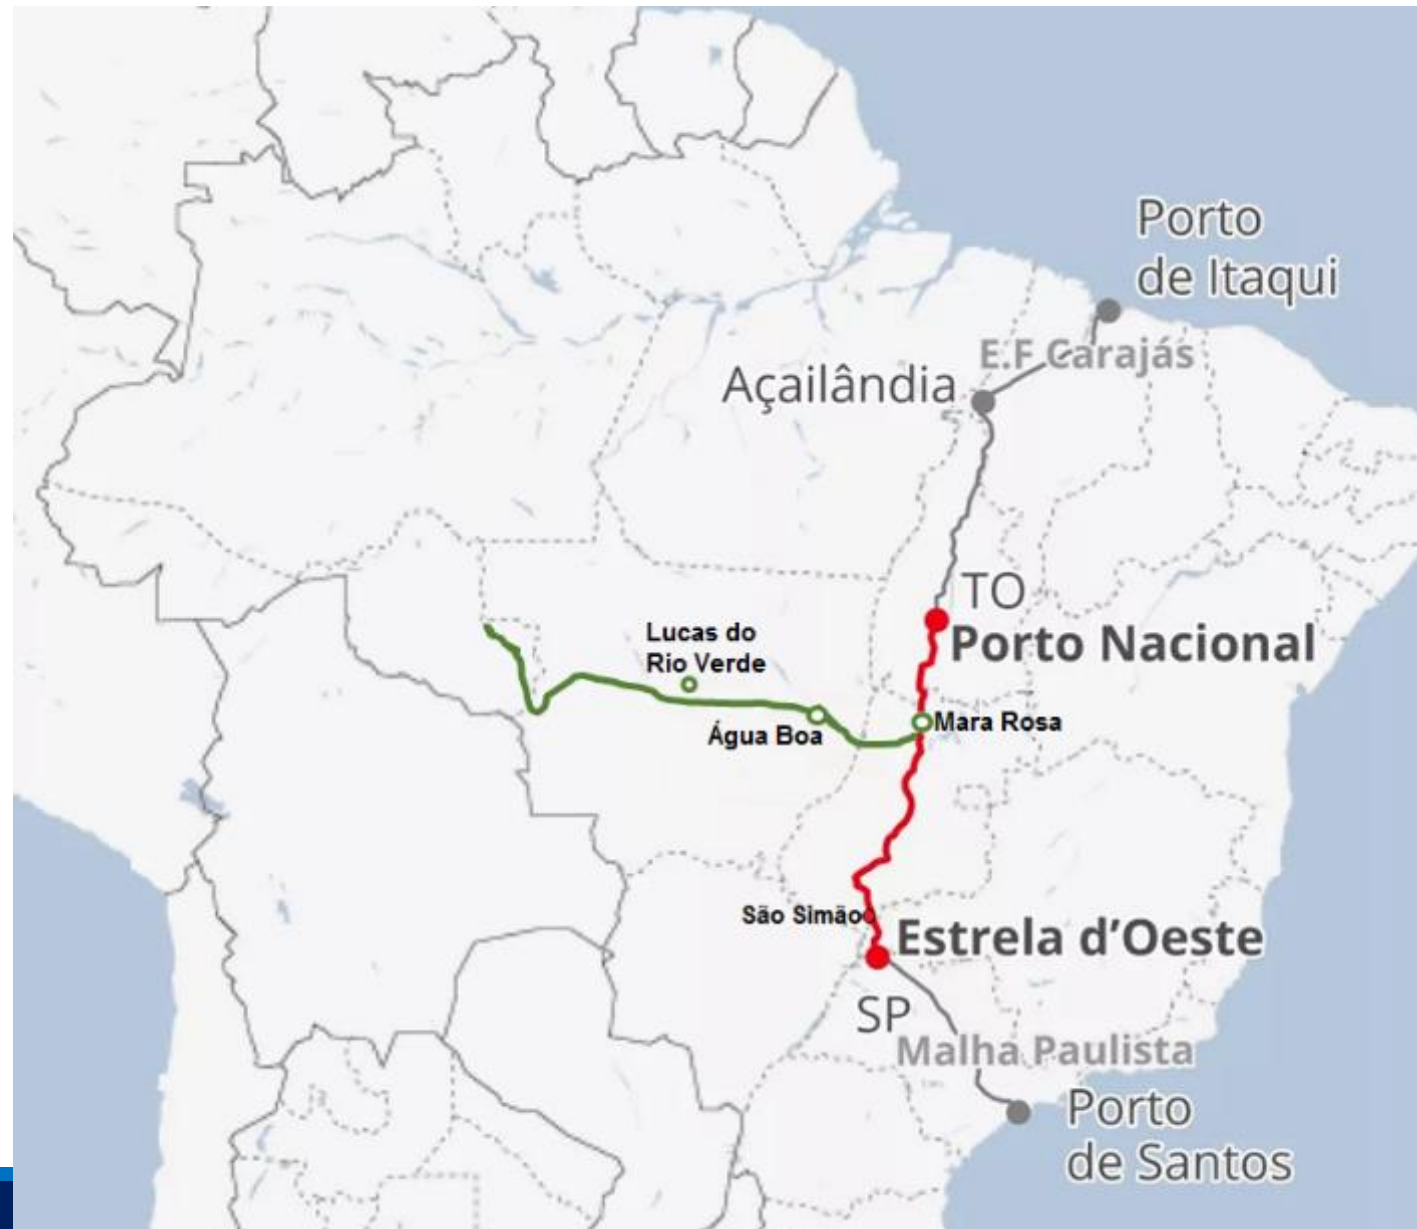 Porto
de Itaqui
E.F Carajás
Açailândia
TO
Porto Nacional
Lucas do
Rio Verde
Água Boa
Mara Rosa
São Simão
Estrela d’Oeste
SP
Malha Paulista
Porto
de Santos